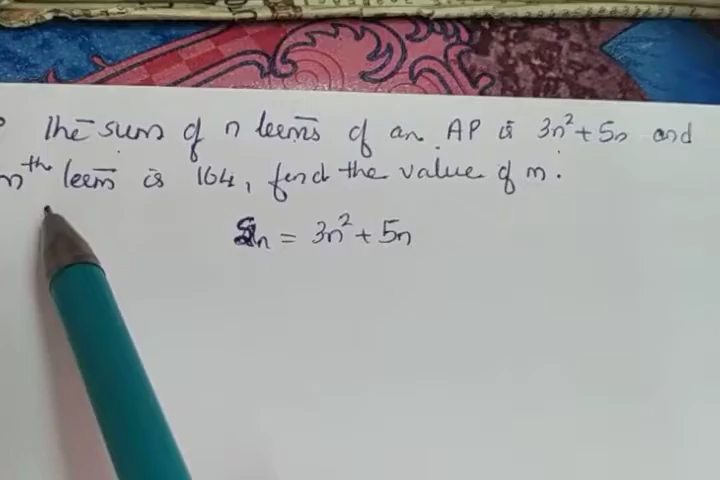 The sum of n terms of an AP is 3n² + 5n and
mth term is 164, find the value of m.
Sn = 3n² + 5n